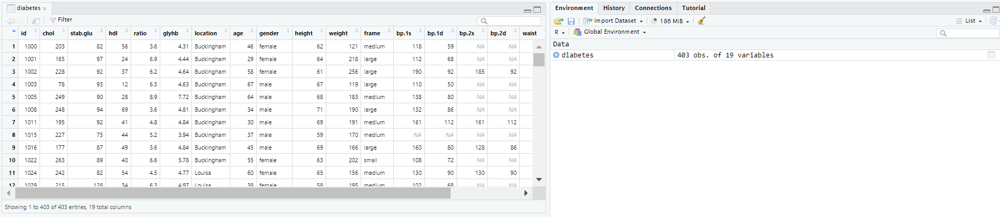 diabetes
Filter
id chol stab.glu hdl ratio glyhb location age gender height weight frame bp.1s bp.1d bp.2s bp.2d waist
1 1000 203 82 56 3.6 4.31 Buckingham 46 female 62 121 medium 118 59 NA NA
2 1001 165 97 24 6.9 4.44 Buckingham 29 female 64 218 large 112 68 NA NA
3 1002 228 92 37 6.2 4.64 Buckingham 58 female 61 256 large 190 92 185 92
4 1003 78 93 12 6.5 4.63 Buckingham 67 male 67 119 large 110 50 NA NA
5 1005 249 90 28 8.9 7.72 Buckingham 64 male 68 183 medium 138 80 NA NA
6 1008 248 94 69 3.6 4.81 Buckingham 34 male 71 190 large 132 86 NA NA
7 1011 195 92 41 4.8 4.84 Buckingham 30 male 69 191 medium 161 112 161 112
8 1015 227 75 44 5.2 3.94 Buckingham 37 male 59 170 medium NA NA NA NA
9 1016 177 87 49 3.6 4.84 Buckingham 45 male 69 166 large 160 80 128 86
10 1022 263 89 40 6.6 5.78 Buckingham 55 female 63 202 small 108 72 NA NA
11 1024 242 82 54 4.5 4.77 Louisa 60 female 65 156 medium 130 90 130 90
12 1029 215 128 34 6.3 4.97 Louisa 38 female 58 195 medium 102 68 NA NA
Showing 1 to 403 of 403 entries, 19 total columns
Environment History Connections Tutorial
Import Dataset 186 MiB List
R Global Environment
Data
diabetes 403 obs. of 19 variables